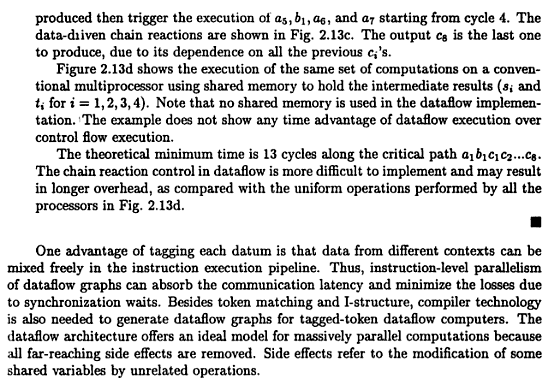 produced then trigger the execution of a₅, b₁, a₆, and a₇ starting from cycle 4. The
data-driven chain reactions are shown in Fig. 2.13c. The output c₈ is the last one
to produce, due to its dependence on all the previous cᵢ's.
Figure 2.13d shows the execution of the same set of computations on a conven-
tional multiprocessor using shared memory to hold the intermediate results (sᵢ and
tᵢ for i = 1, 2, 3, 4). Note that no shared memory is used in the dataflow implemen-
tation. The example does not show any time advantage of dataflow execution over
control flow execution.
The theoretical minimum time is 13 cycles along the critical path a₁b₁c₁c₂...c₈.
The chain reaction control in dataflow is more difficult to implement and may result
in longer overhead, as compared with the uniform operations performed by all the
processors in Fig. 2.13d.
One advantage of tagging each datum is that data from different contexts can be
mixed freely in the instruction execution pipeline. Thus, instruction-level parallelism
of dataflow graphs can absorb the communication latency and minimize the losses due
to synchronization waits. Besides token matching and I-structure, compiler technology
is also needed to generate dataflow graphs for tagged-token dataflow computers. The
dataflow architecture offers an ideal model for massively parallel computations because
all far-reaching side effects are removed. Side effects refer to the modification of some
shared variables by unrelated operations.